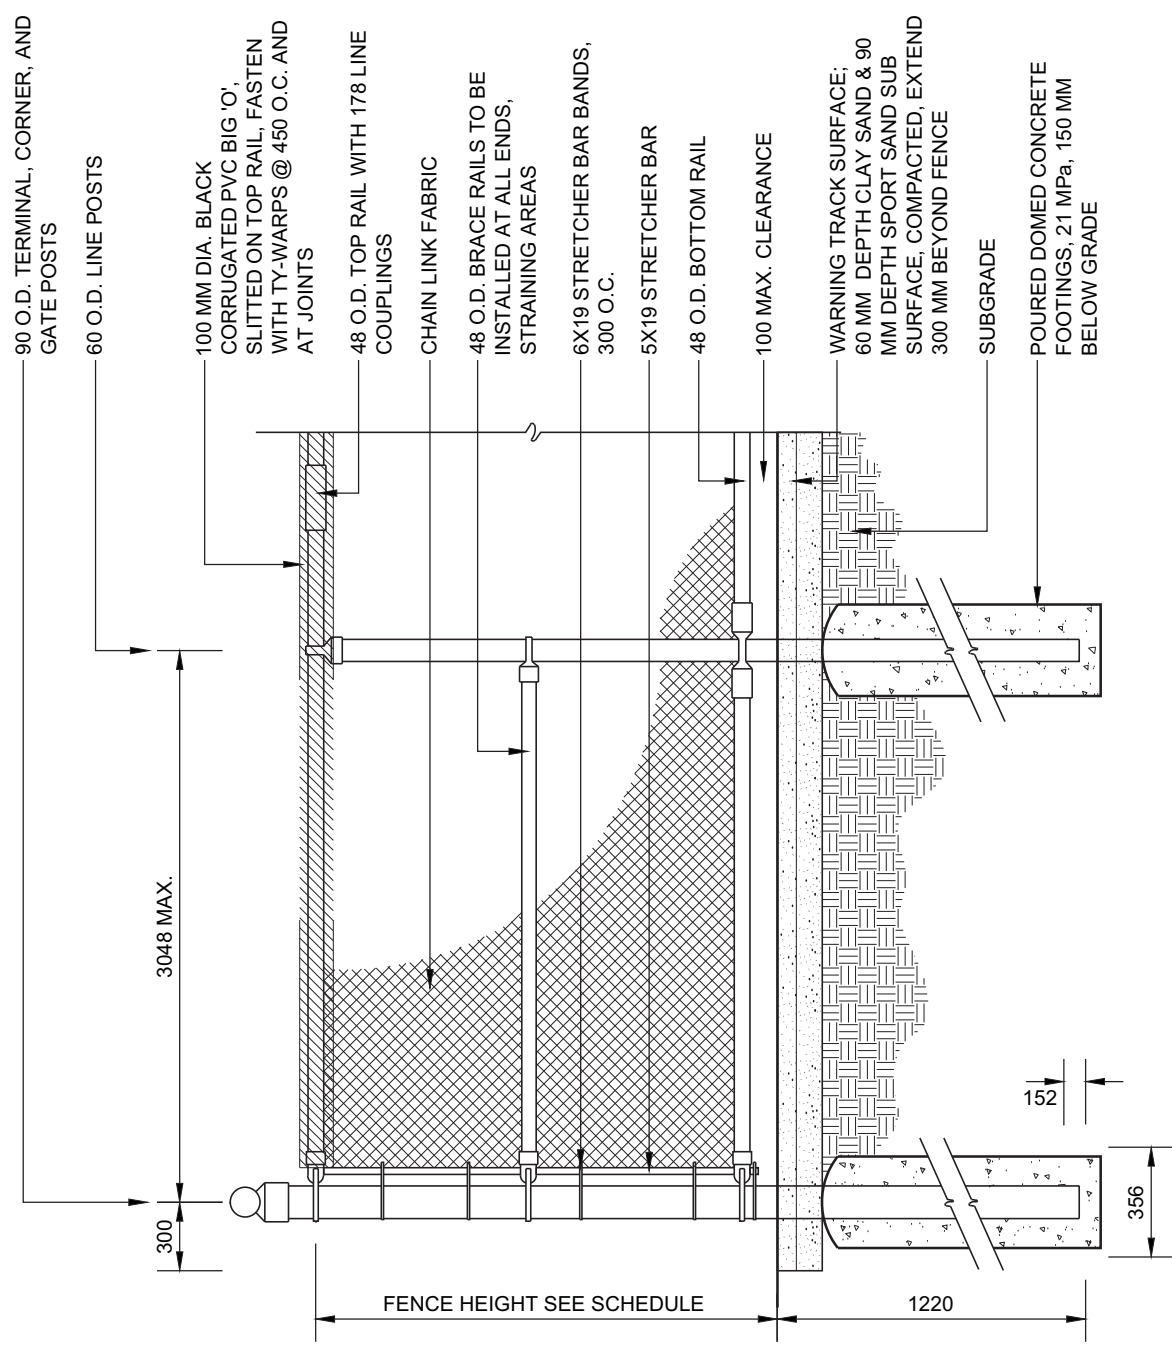 90 O.D. TERMINAL, CORNER, AND
GATE POSTS
60 O.D. LINE POSTS
100 MM DIA. BLACK
CORRUGATED PVC BIG 'O',
SLITTED ON TOP RAIL, FASTEN
WITH TY-WARPS @ 450 O.C. AND
AT JOINTS
48 O.D. TOP RAIL WITH 178 LINE
COUPLINGS
CHAIN LINK FABRIC
48 O.D. BRACE RAILS TO BE
INSTALLED AT ALL ENDS,
STRAINING AREAS
6X19 STRETCHER BAR BANDS,
300 O.C.
5X19 STRETCHER BAR
48 O.D. BOTTOM RAIL
100 MAX. CLEARANCE
WARNING TRACK SURFACE;
60 MM DEPTH CLAY SAND & 90
MM DEPTH SPORT SAND SUB
SURFACE, COMPACTED, EXTEND
300 MM BEYOND FENCE
SUBGRADE
POURED DOMED CONCRETE
FOOTINGS, 21 MPa, 150 MM
BELOW GRADE
3048 MAX.
300
152
356
FENCE HEIGHT SEE SCHEDULE
1220